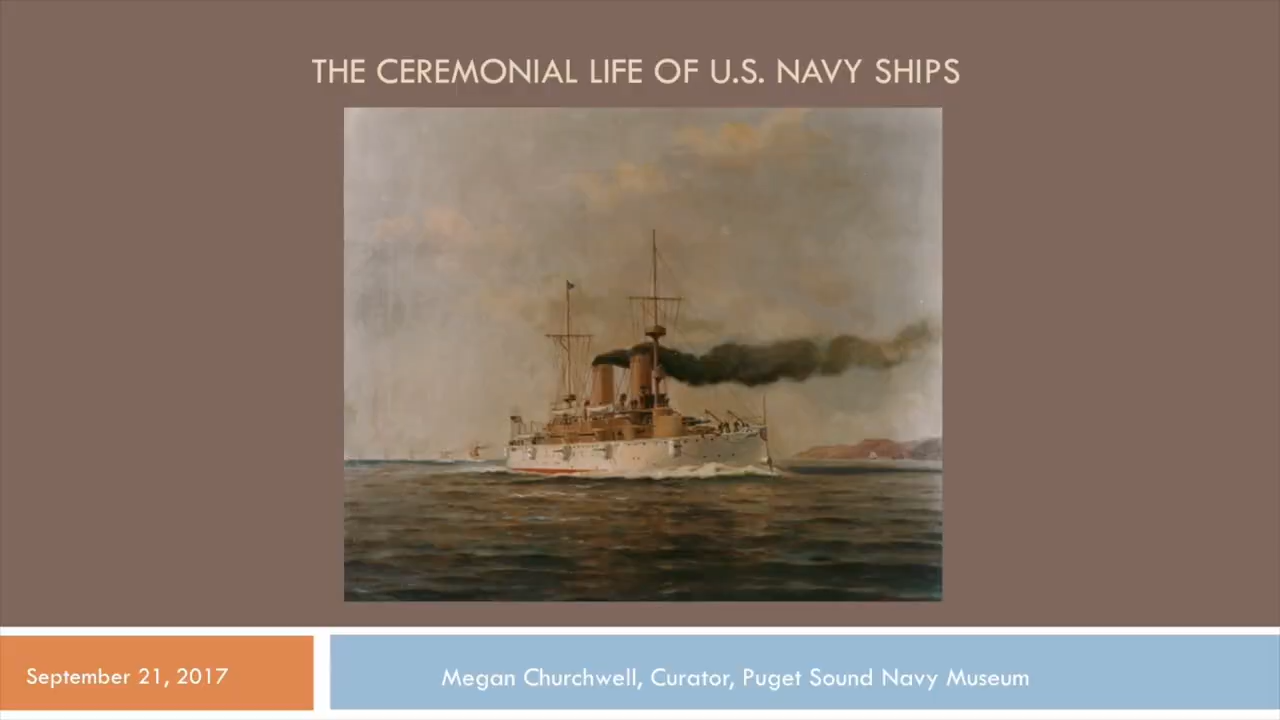 THE CEREMONIAL LIFE OF U.S. NAVY SHIPS
September 21, 2017
Megan Churchwell, Curator, Puget Sound Navy Museum